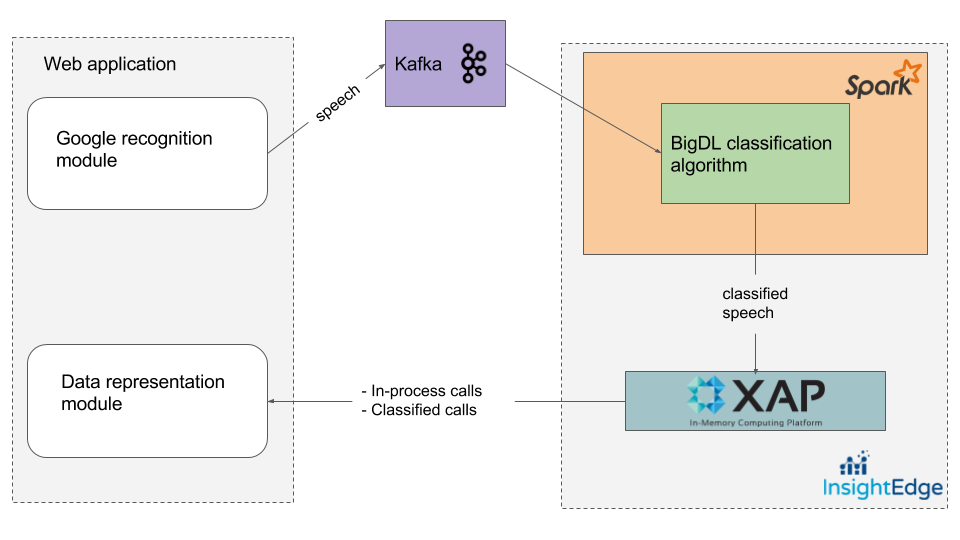 Web application
Google recognition
module
speech
Kafka
Spark
BigDL classification
algorithm
classified
speech
XAP
In-Memory Computing Platform
- In-process calls
- Classified calls
Data representation
module
InsightEdge